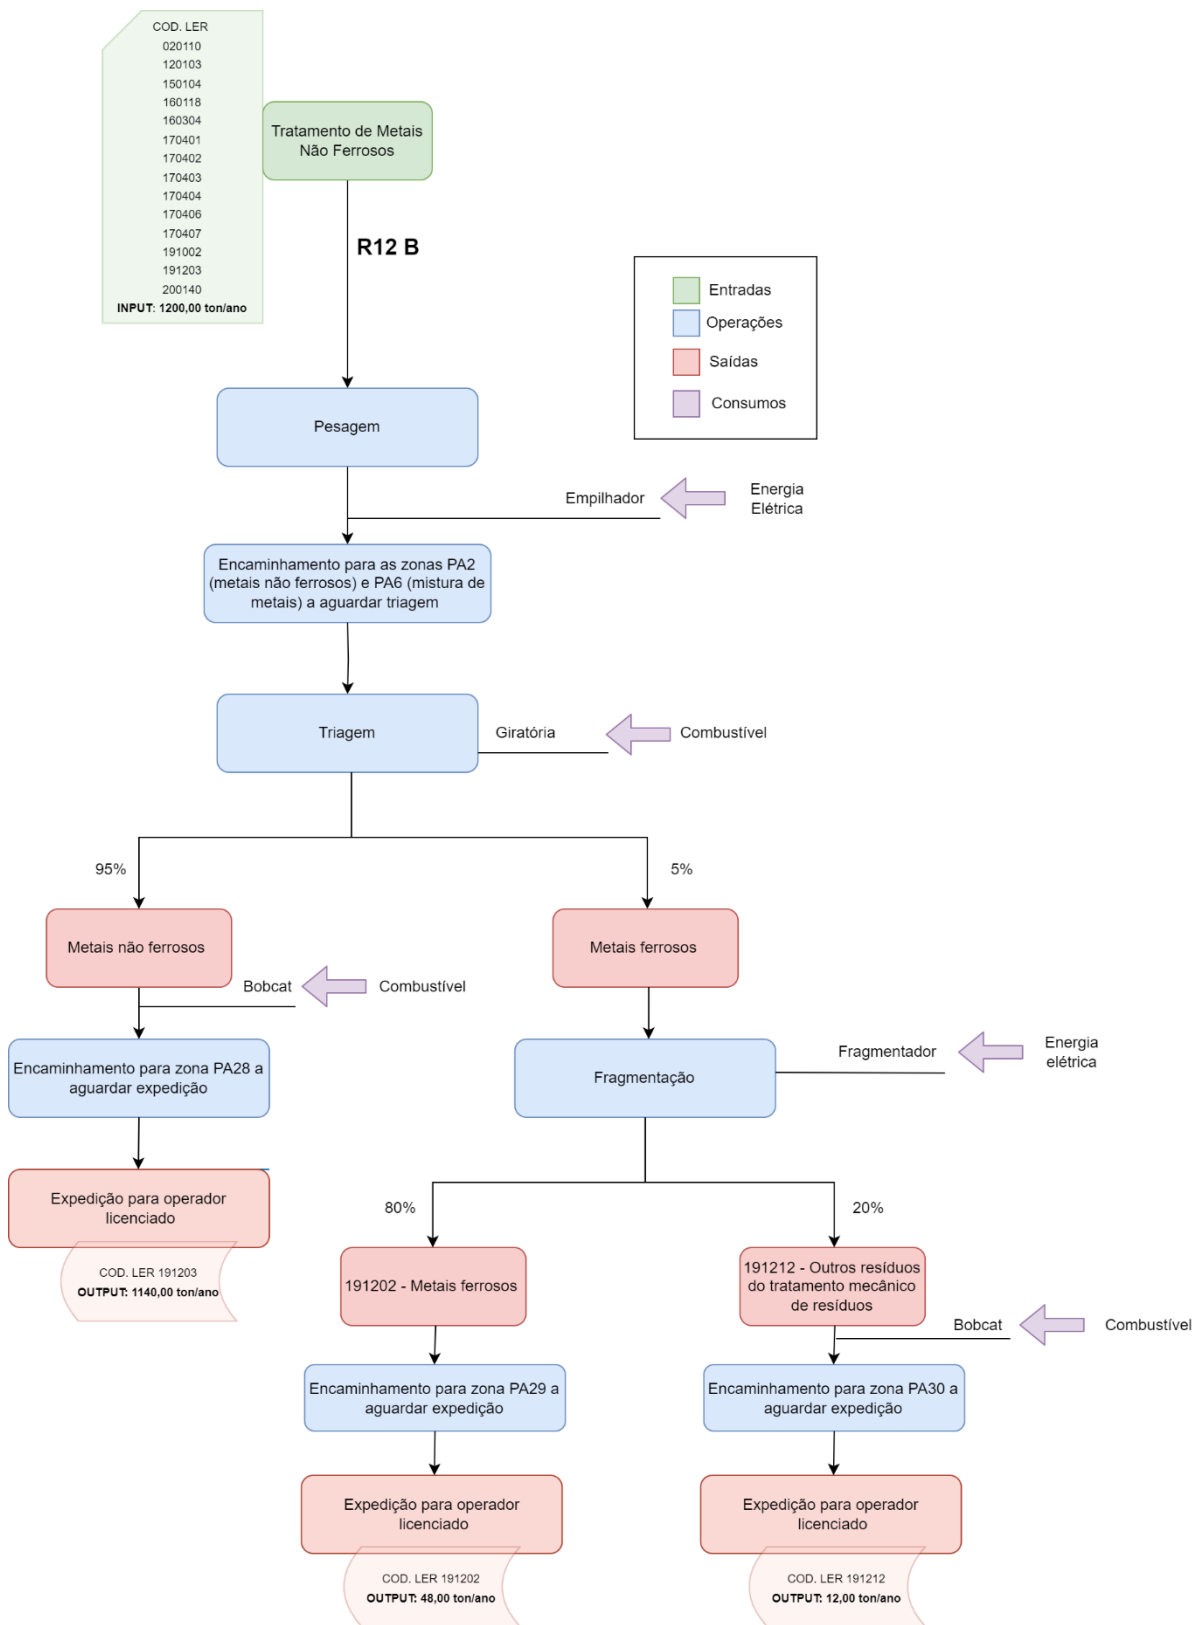 COD. LER
020110
120103
150104
160118
160304
170401
170402
170403
170404
170406
170407
191002
191203
200140
INPUT: 1200,00 ton/ano
Tratamento de Metais
Não Ferrosos
R12 B
Entradas
Operações
Saídas
Consumos
Pesagem
Empilhador
Energia
Elétrica
Encaminhamento para as zonas PA2
(metais não ferrosos) e PA6 (mistura de
metais) a aguardar triagem
Triagem
Giratória
Combustível
95%
5%
Metais não ferrosos
Metais ferrosos
Bobcat
Combustível
Encaminhamento para zona PA28 a
aguardar expedição
Fragmentação
Fragmentador
Energia
elétrica
Expedição para operador
licenciado
COD. LER 191203
OUTPUT: 1140,00 ton/ano
80%
20%
191202 - Metais ferrosos
191212 - Outros resíduos
do tratamento mecânico
de resíduos
Bobcat
Combustível
Encaminhamento para zona PA29 a
aguardar expedição
Encaminhamento para zona PA30 a
aguardar expedição
Expedição para operador
licenciado
Expedição para operador
licenciado
COD. LER 191202
OUTPUT: 48,00 ton/ano
COD. LER 191212
OUTPUT: 12,00 ton/ano